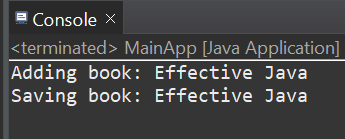 Console
<terminated> MainApp [Java Application]
Adding book: Effective Java
Saving book: Effective Java